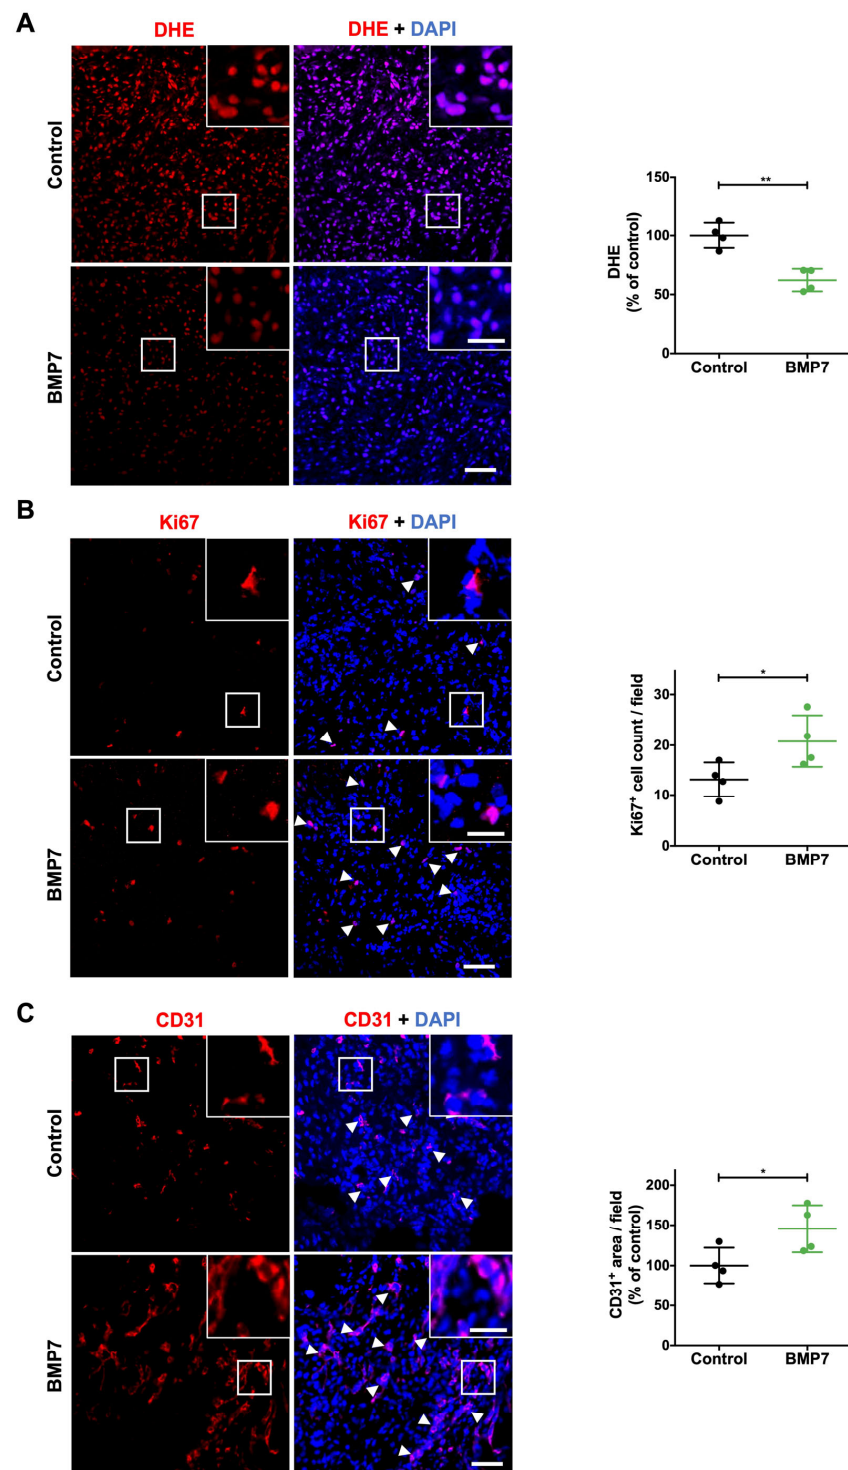 A
DHE
DHE + DAPI
Control
BMP7
DHE
(% of control)
150
100
50
0
**
Control
BMP7
B
Ki67
Ki67 + DAPI
Control
BMP7
Ki67⁺ cell count / field
30
20
10
0
*
Control
BMP7
C
CD31
CD31 + DAPI
Control
BMP7
CD31⁺ area / field
(% of control)
200
150
100
50
0
*
Control
BMP7